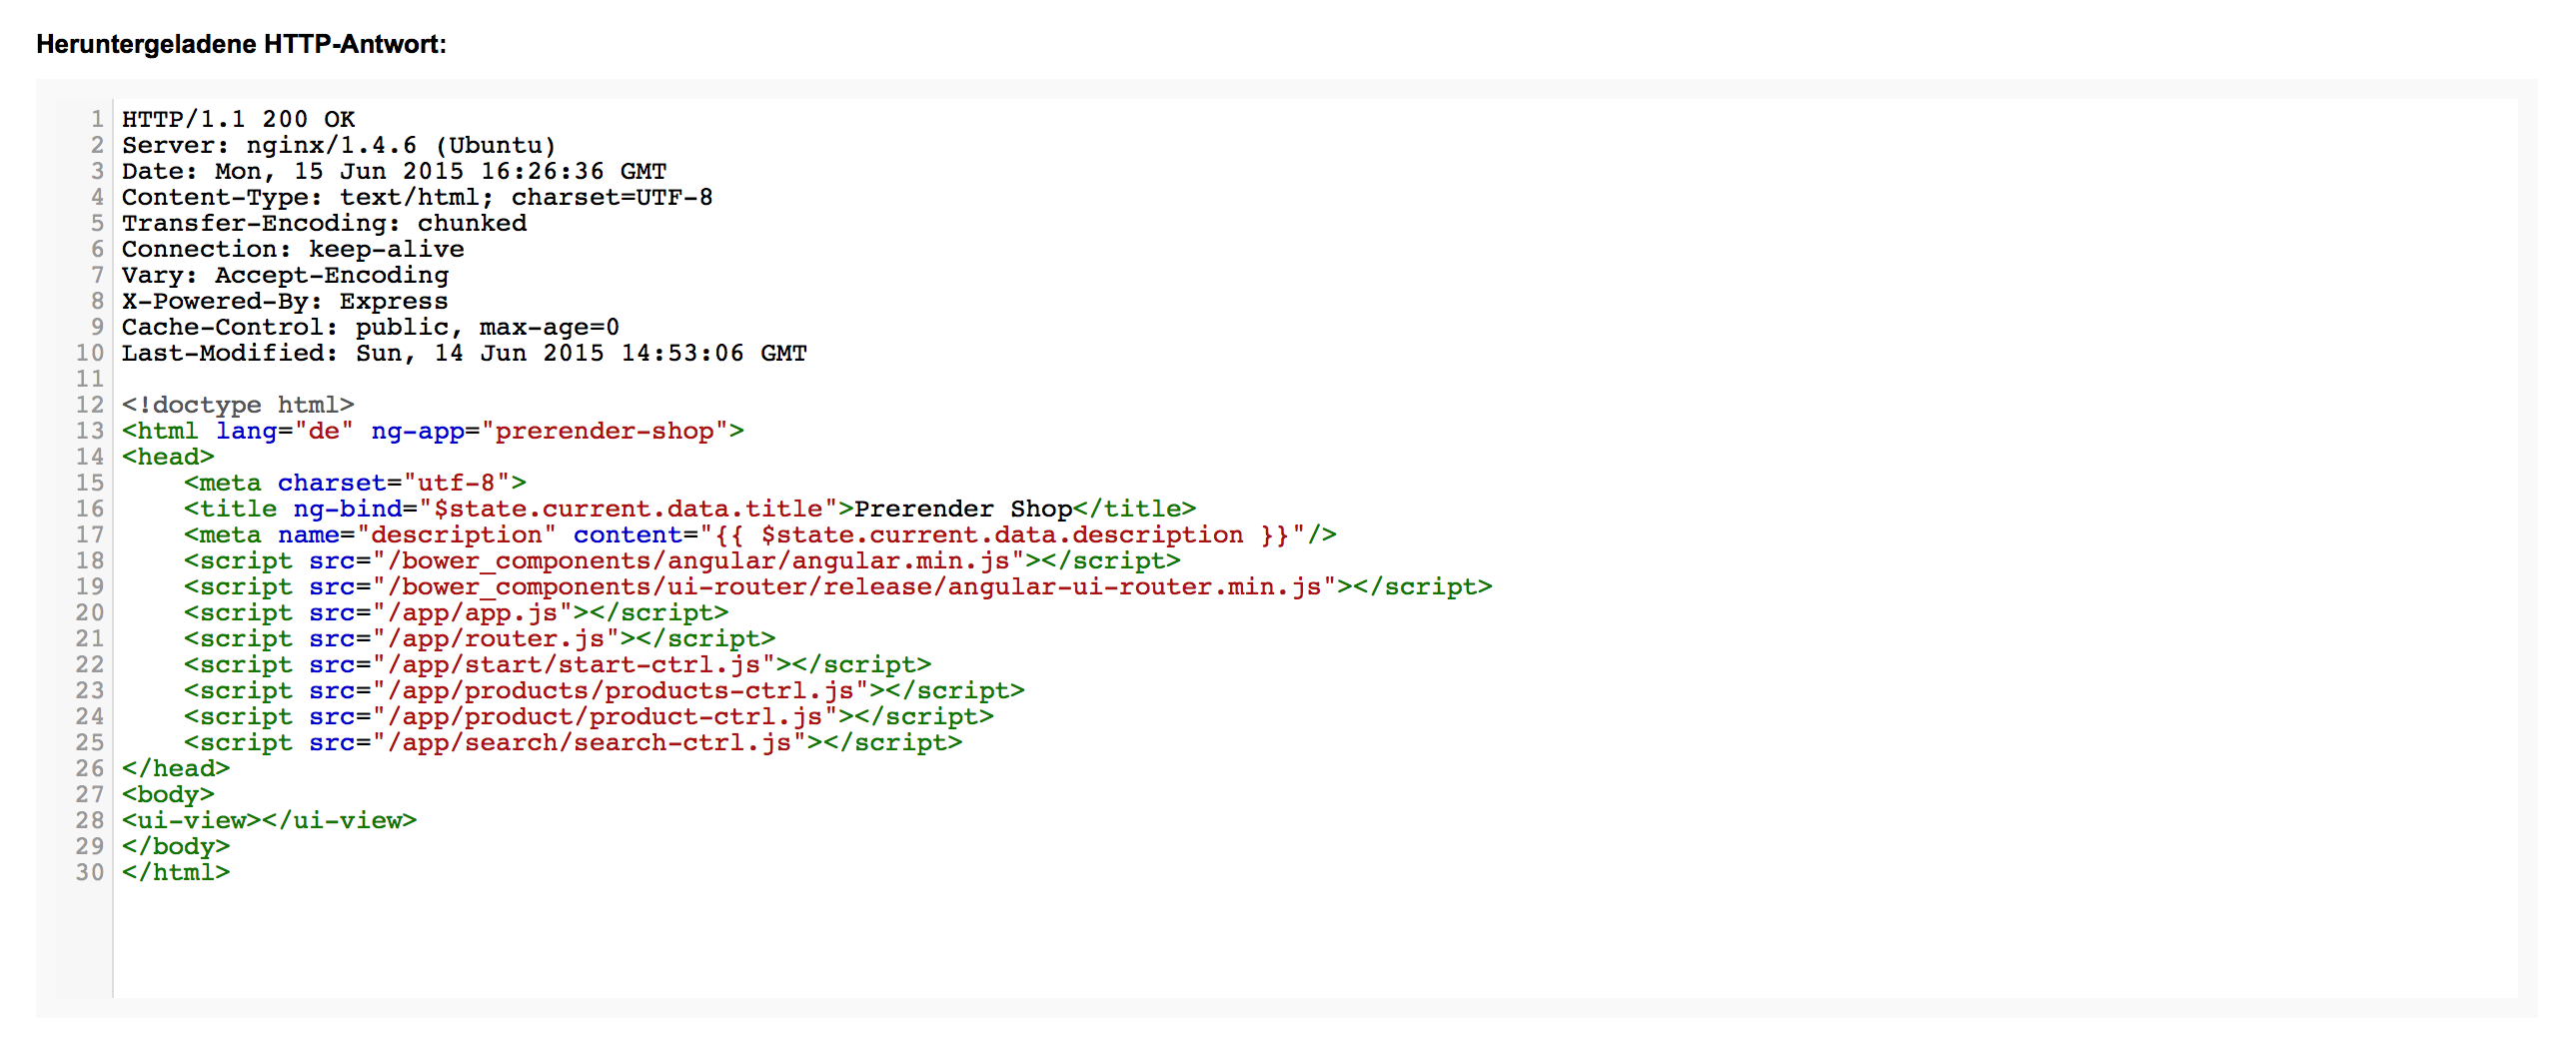 Heruntergeladene HTTP-Antwort:
1 HTTP/1.1 200 OK
2 Server: nginx/1.4.6 (Ubuntu)
3 Date: Mon, 15 Jun 2015 16:26:36 GMT
4 Content-Type: text/html; charset=UTF-8
5 Transfer-Encoding: chunked
6 Connection: keep-alive
7 Vary: Accept-Encoding
8 X-Powered-By: Express
9 Cache-Control: public, max-age=0
10 Last-Modified: Sun, 14 Jun 2015 14:53:06 GMT
11
12 <!doctype html>
13 <html lang="de" ng-app="prerender-shop">
14 <head>
15     <meta charset="utf-8">
16     <title ng-bind="$state.current.data.title">Prerender Shop</title>
17     <meta name="description" content="{{ $state.current.data.description }}"/>
18     <script src="/bower_components/angular/angular.min.js"></script>
19     <script src="/bower_components/ui-router/release/angular-ui-router.min.js"></script>
20     <script src="/app/app.js"></script>
21     <script src="/app/router.js"></script>
22     <script src="/app/start/start-ctrl.js"></script>
23     <script src="/app/products/products-ctrl.js"></script>
24     <script src="/app/product/product-ctrl.js"></script>
25     <script src="/app/search/search-ctrl.js"></script>
26 </head>
27 <body>
28 <ui-view></ui-view>
29 </body>
30 </html>